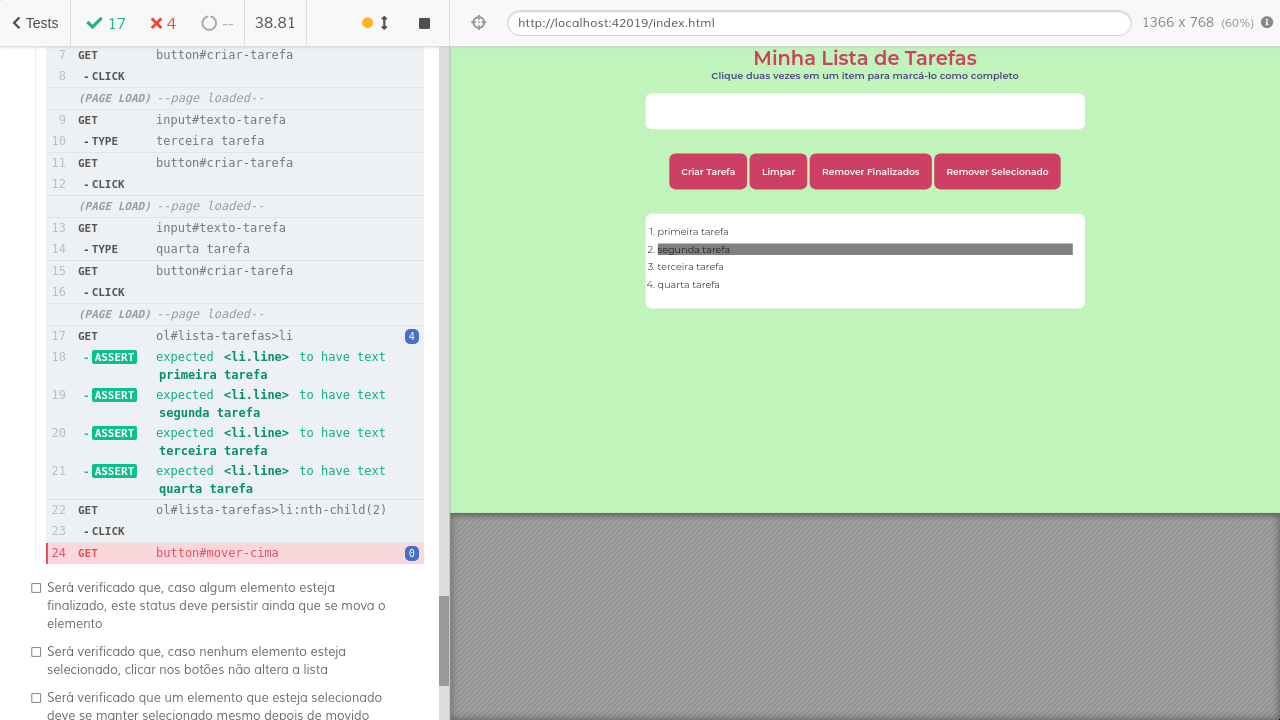 Tests
17
4
--
38.81
http://localhost:42019/index.html
1366 x 768 (60%)
7 GET button#criar-tarefa
8 - CLICK
(PAGE LOAD) --page loaded--
9 GET input#texto-tarefa
10 - TYPE terceira tarefa
11 GET button#criar-tarefa
12 - CLICK
(PAGE LOAD) --page loaded--
13 GET input#texto-tarefa
14 - TYPE quarta tarefa
15 GET button#criar-tarefa
16 - CLICK
(PAGE LOAD) --page loaded--
17 GET ol#lista-tarefas>li 4
18 - ASSERT expected <li.line> to have text
primeira tarefa
19 - ASSERT expected <li.line> to have text
segunda tarefa
20 - ASSERT expected <li.line> to have text
terceira tarefa
21 - ASSERT expected <li.line> to have text
quarta tarefa
22 GET ol#lista-tarefas>li:nth-child(2)
23 - CLICK
24 GET button#mover-cima 0
Será verificado que, caso algum elemento esteja
finalizado, este status deve persistir ainda que se mova o
elemento
Será verificado que, caso nenhum elemento esteja
selecionado, clicar nos botões não altera a lista
Será verificado que um elemento que esteja selecionado
deve se manter selecionado mesmo depois de movido
Minha Lista de Tarefas
Clique duas vezes em um item para marcá-lo como completo
Criar Tarefa
Limpar
Remover Finalizados
Remover Selecionado
1. primeira tarefa
2. segunda tarefa
3. terceira tarefa
4. quarta tarefa